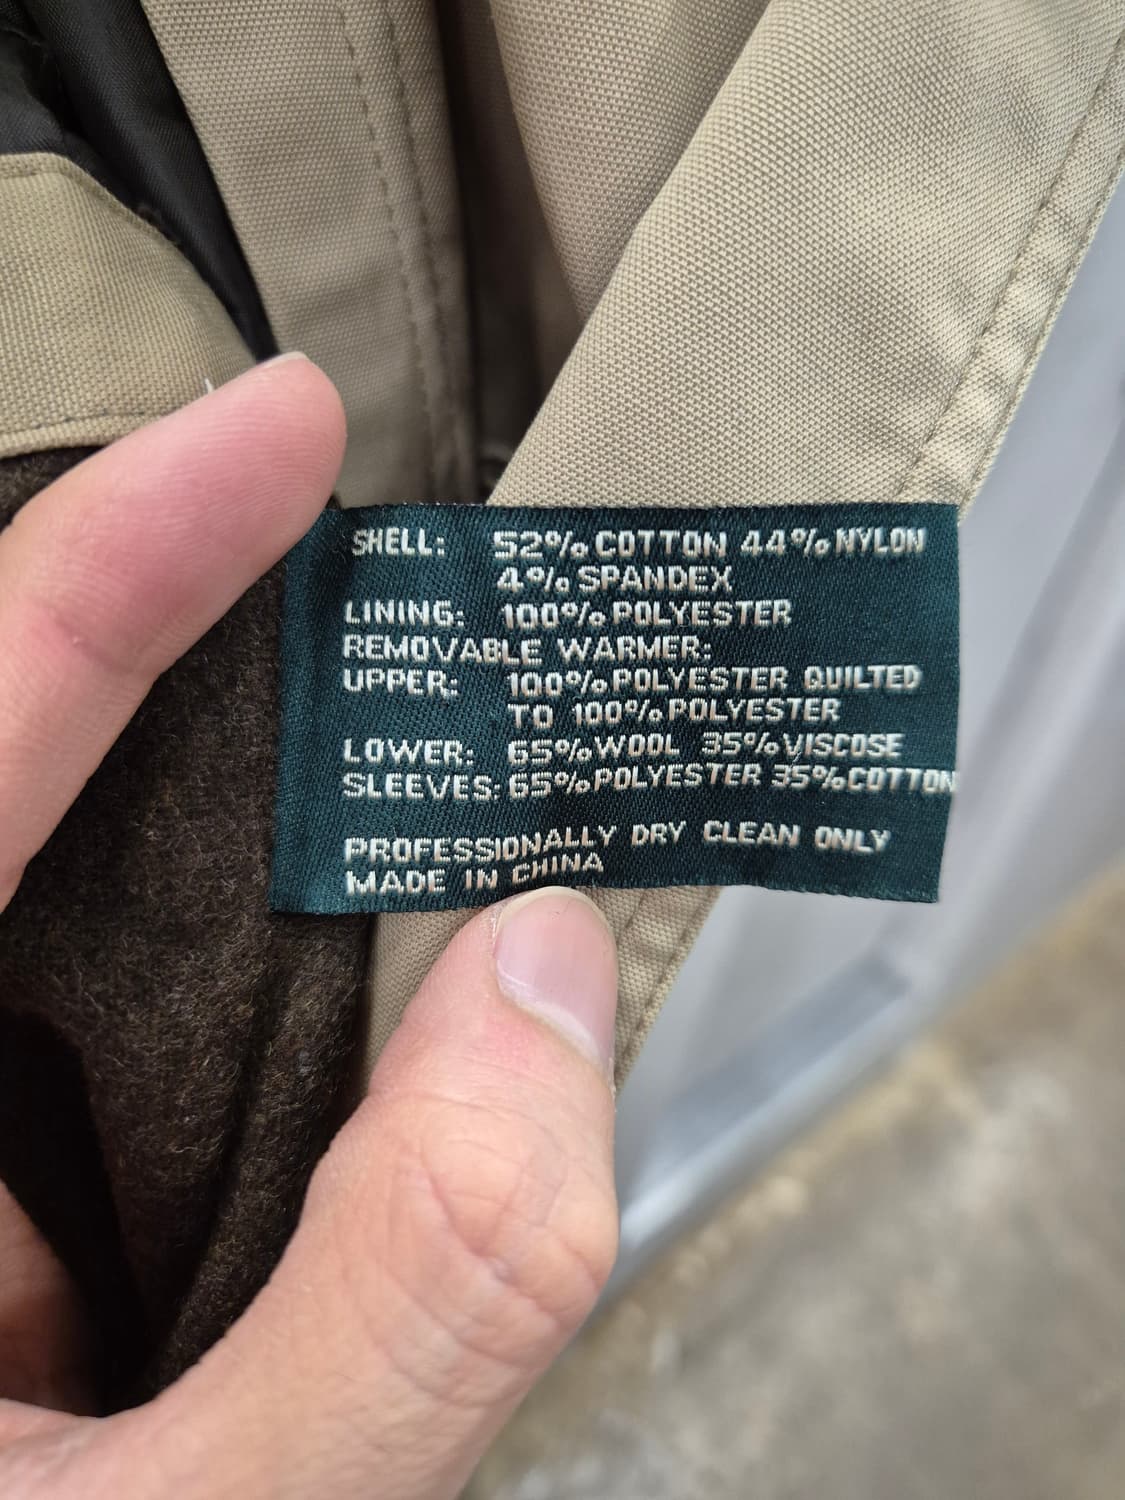 SHELL: 52% COTTON 44% NYLON
4% SPANDEX
LINING: 100% POLYESTER
REMOVABLE WARMER:
UPPER: 100% POLYESTER QUILTED
TO 100% POLYESTER
LOWER: 65% WOOL 35% VISCOSE
SLEEVES: 65% POLYESTER 35% COTTON
PROFESSIONALLY DRY CLEAN ONLY
MADE IN CHINA